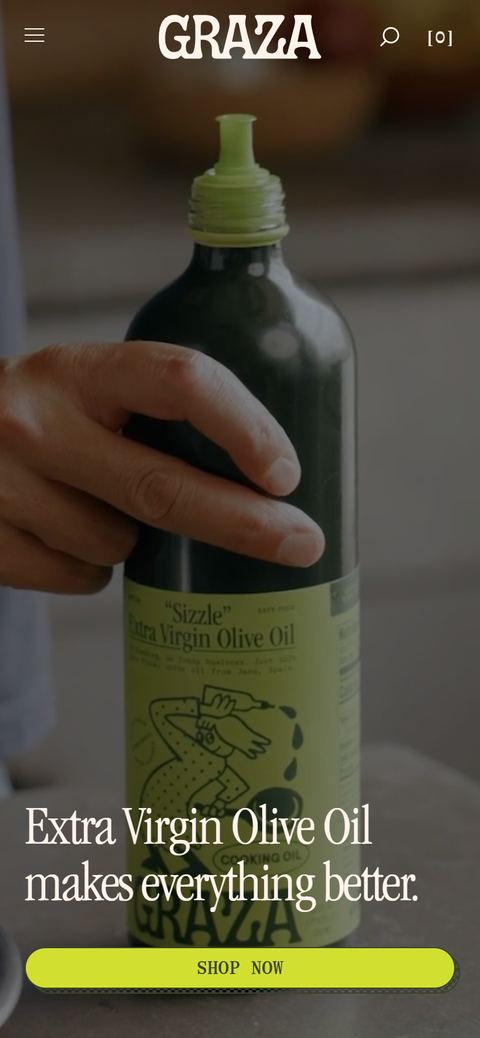 GRAZA
[0]
“Sizzle”
Extra Virgin Olive Oil
Extra Virgin Olive Oil
makes everything better.
COOKING OIL
GRAZA
SHOP NOW